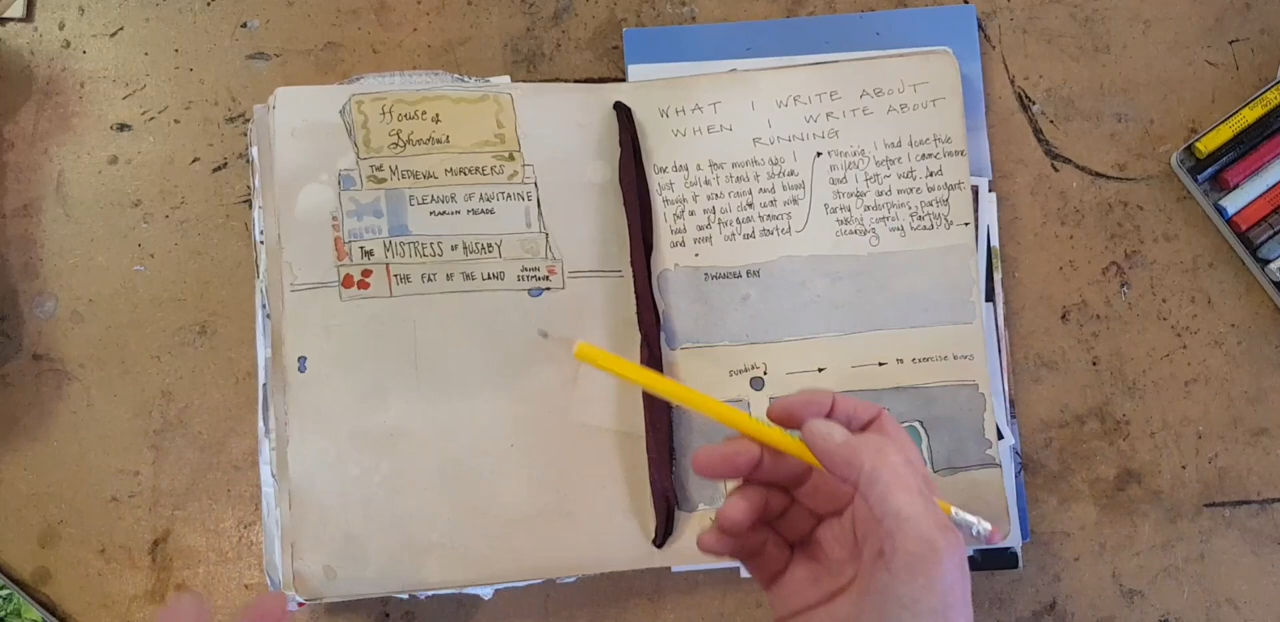 House of
Shadows
THE MEDIEVAL MURDERERS
ELEANOR OF AQUITAINE
MARION MEADE
THE MISTRESS OF HUSABY
THE FAT OF THE LAND
JOHN
SEYMOUR
WHAT I WRITE ABOUT
WHEN I WRITE ABOUT
RUNNING
One day a few months ago I
just couldn't stand it so even
though it was rainy and blowy
I put on my oil cloth coat with
hood and five year trainers
and went out and started
running. I had done five
miles before I came home
and I felt~ wet. And
stronger and more buoyant.
Partly endorphins, partly
taking control. Partly
clearing my head. So
SWANSEA BAY
sundial
to exercise bars